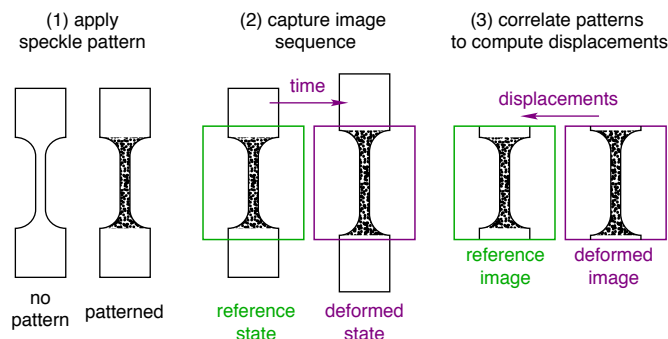 (1) apply
speckle pattern
(2) capture image
sequence
(3) correlate patterns
to compute displacements
time
displacements
no
pattern
patterned
reference
state
deformed
state
reference
image
deformed
image